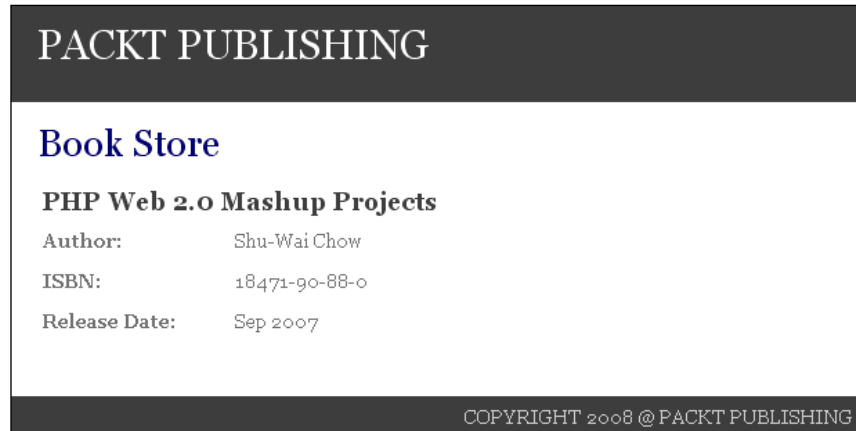 PACKT PUBLISHING
Book Store
PHP Web 2.0 Mashup Projects
Author: Shu-Wai Chow
ISBN: 18471-90-88-0
Release Date: Sep 2007
COPYRIGHT 2008 @ PACKT PUBLISHING